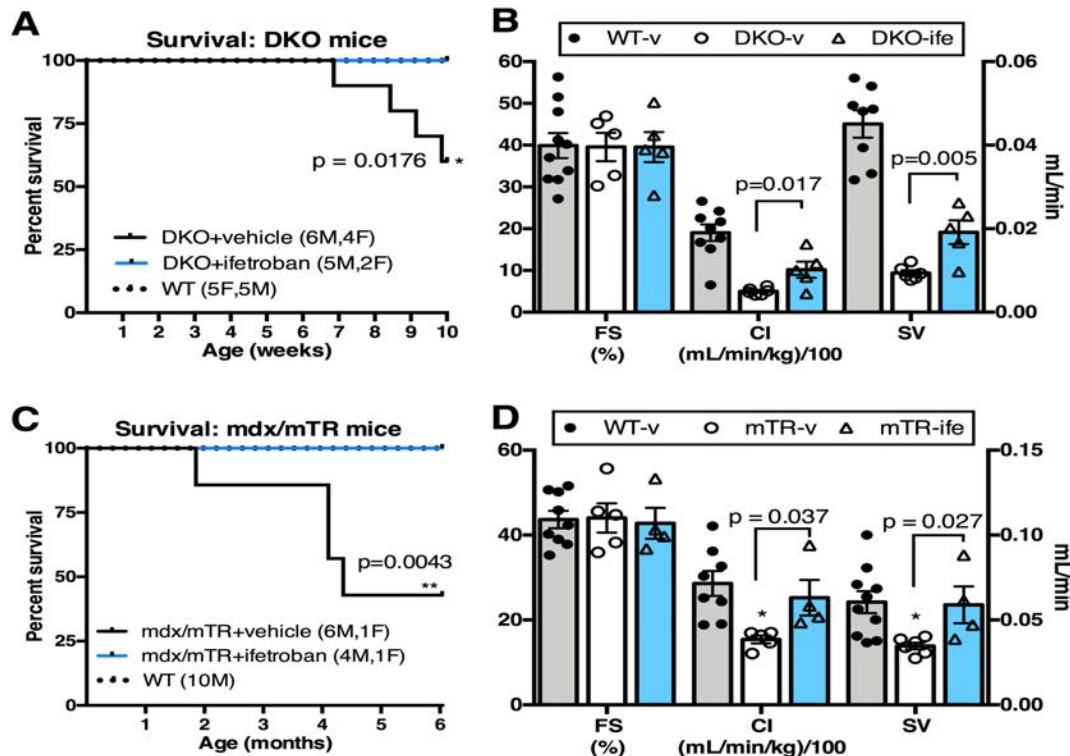 A
Survival: DKO mice
Percent survival
100
75
50
25
0
p = 0.0176 *
DKO+vehicle (6M,4F)
DKO+ifetroban (5M,2F)
WT (5F,5M)
1 2 3 4 5 6 7 8 9 10
Age (weeks)
B
WT-v DKO-v DKO-ife
60
50
40
30
20
10
0
p=0.017
p=0.005
0.06
0.04
0.02
0.00
mL/min
FS CI SV
(%) (mL/min/kg)/100
C
Survival: mdx/mTR mice
Percent survival
100
75
50
25
0
p=0.0043
**
mdx/mTR+vehicle (6M,1F)
mdx/mTR+ifetroban (4M,1F)
WT (10M)
1 2 3 4 5 6
Age (months)
D
WT-v mTR-v mTR-ife
60
40
20
0
p = 0.037
p = 0.027
*
*
0.15
0.10
0.05
0.00
mL/min
FS CI SV
(%) (mL/min/kg)/100